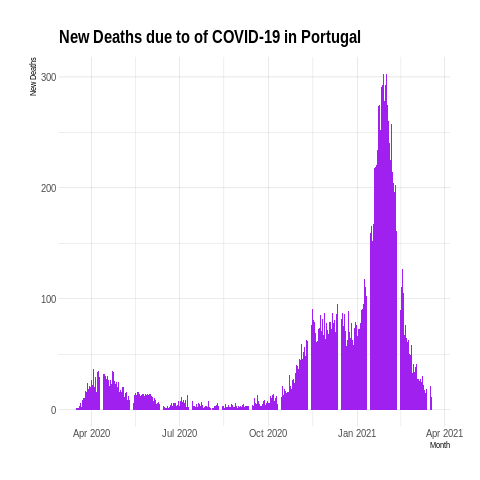 New Deaths due to of COVID-19 in Portugal
New Deaths
300
200
100
0
Apr 2020 Jul 2020 Oct 2020 Jan 2021 Apr 2021
Month